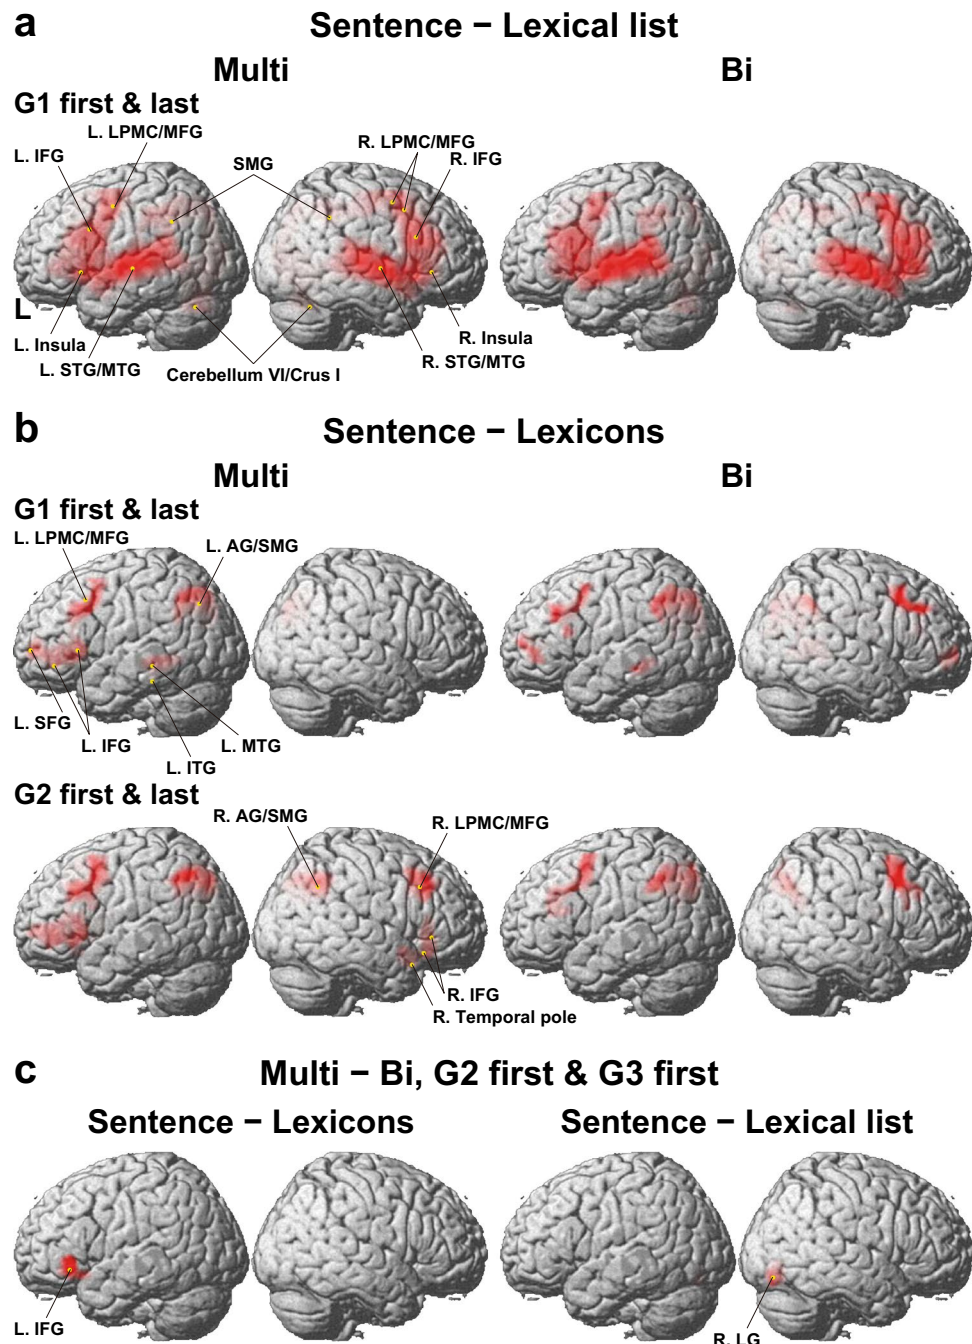 a
Sentence − Lexical list
Multi
Bi
G1 first & last
L. LPMC/MFG
L. IFG
SMG
R. LPMC/MFG
R. IFG
L
L. Insula
L. STG/MTG
Cerebellum VI/Crus I
R. Insula
R. STG/MTG
b
Sentence − Lexicons
Multi
Bi
G1 first & last
L. LPMC/MFG
L. AG/SMG
L. SFG
L. IFG
L. MTG
L. ITG
G2 first & last
R. AG/SMG
R. LPMC/MFG
R. IFG
R. Temporal pole
c
Multi − Bi, G2 first & G3 first
Sentence − Lexicons
Sentence − Lexical list
L. IFG
R. LG